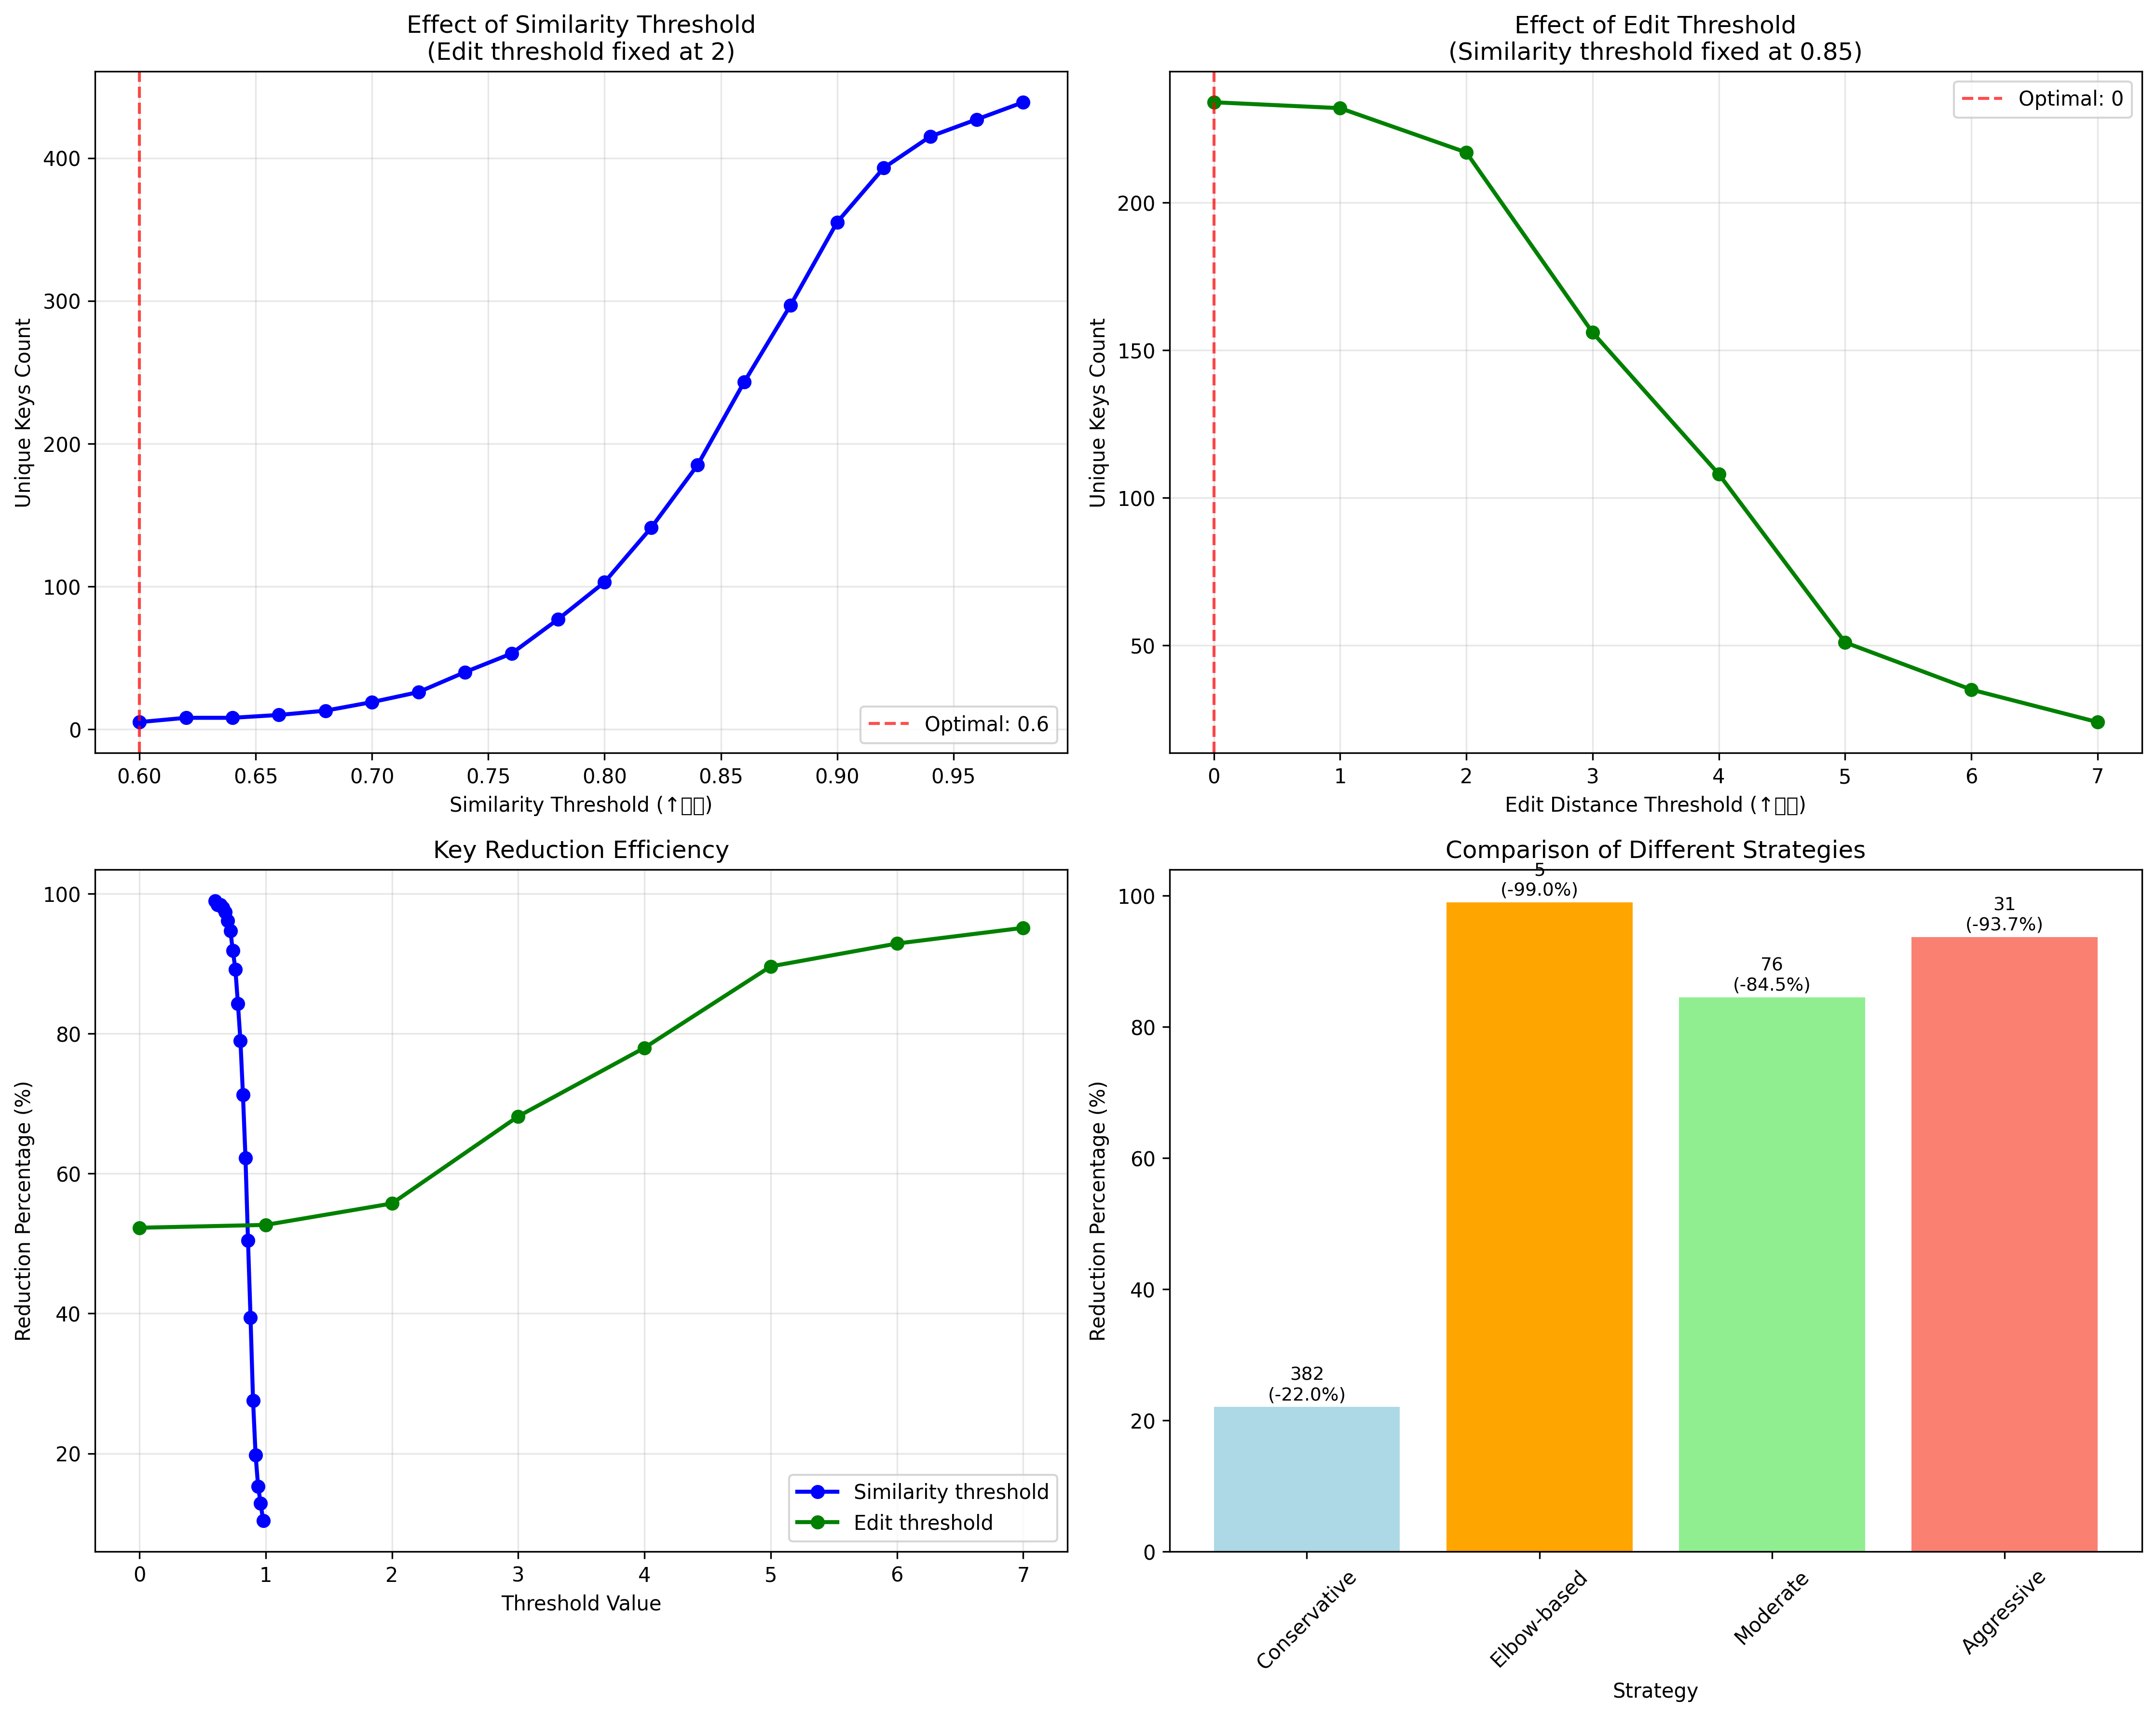 Effect of Similarity Threshold
(Edit threshold fixed at 2)
Unique Keys Count
400
300
200
100
0
0.60
0.65
0.70
0.75
0.80
0.85
0.90
0.95
Optimal: 0.6
Similarity Threshold (↑▯▯)
Effect of Edit Threshold
(Similarity threshold fixed at 0.85)
Unique Keys Count
200
150
100
50
0
1
2
3
4
5
6
7
Optimal: 0
Edit Distance Threshold (↑▯▯)
Key Reduction Efficiency
Reduction Percentage (%)
100
80
60
40
20
0
1
2
3
4
5
6
7
Similarity threshold
Edit threshold
Threshold Value
Comparison of Different Strategies
Reduction Percentage (%)
100
80
60
40
20
0
382
(-22.0%)
5
(-99.0%)
76
(-84.5%)
31
(-93.7%)
Conservative
Elbow-based
Moderate
Aggressive
Strategy